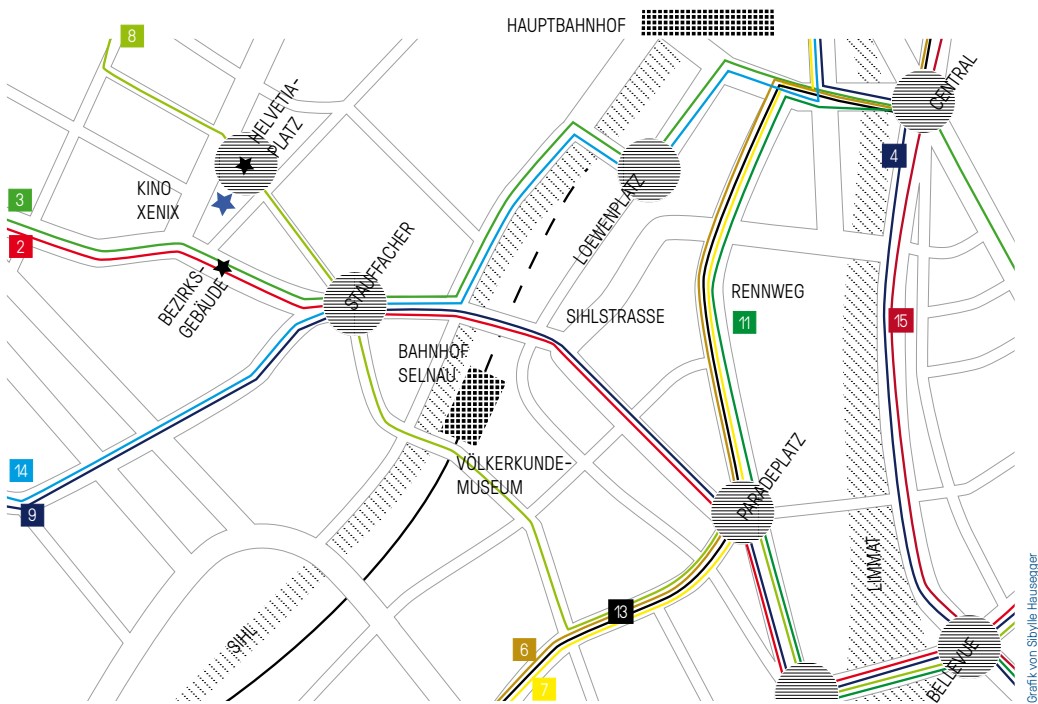 HAUPTBAHNHOF
8
HELVETIA-
PLATZ
CENTRAL
4
KINO
XENIX
3
2
LOEWENPLATZ
BEZIRKS-
GEBÄUDE
STAUFFACHER
RENNWEG
11
SIHLSTRASSE
15
BAHNHOF
SELNAU
14
9
VÖLKERKUNDE-
MUSEUM
PARADEPLATZ
LIMMAT
13
6
7
SIHL
BELLEVUE
Grafik von Sibylle Hausegger